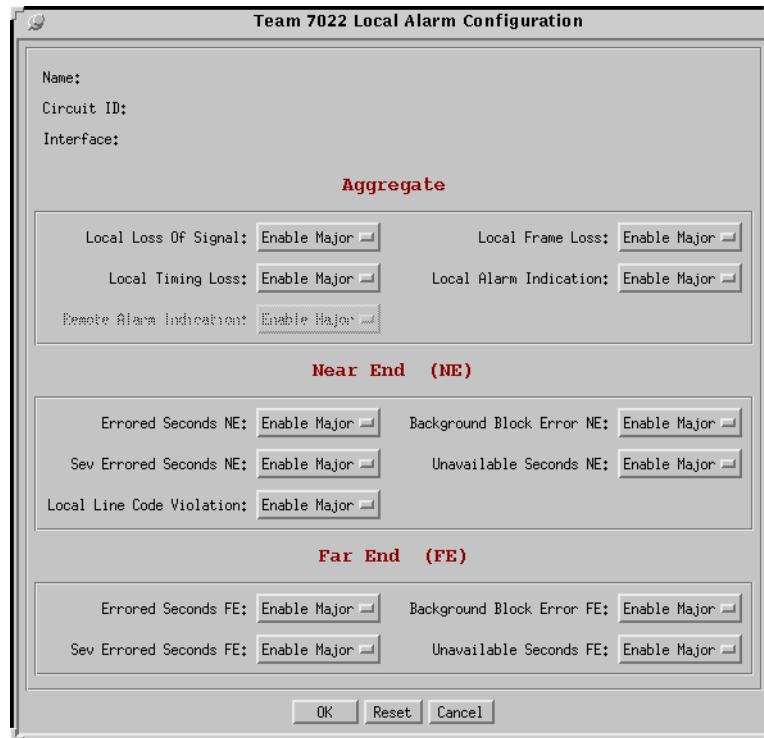 Team 7022 Local Alarm Configuration
Name:
Circuit ID:
Interface:
Aggregate
Local Loss Of Signal: Enable Major Local Frame Loss: Enable Major
Local Timing Loss: Enable Major Local Alarm Indication: Enable Major
Remote Alarm Indication: Enable Major
Near End (NE)
Errored Seconds NE: Enable Major Background Block Error NE: Enable Major
Sev Errored Seconds NE: Enable Major Unavailable Seconds NE: Enable Major
Local Line Code Violation: Enable Major
Far End (FE)
Errored Seconds FE: Enable Major Background Block Error FE: Enable Major
Sev Errored Seconds FE: Enable Major Unavailable Seconds FE: Enable Major
OK Reset Cancel